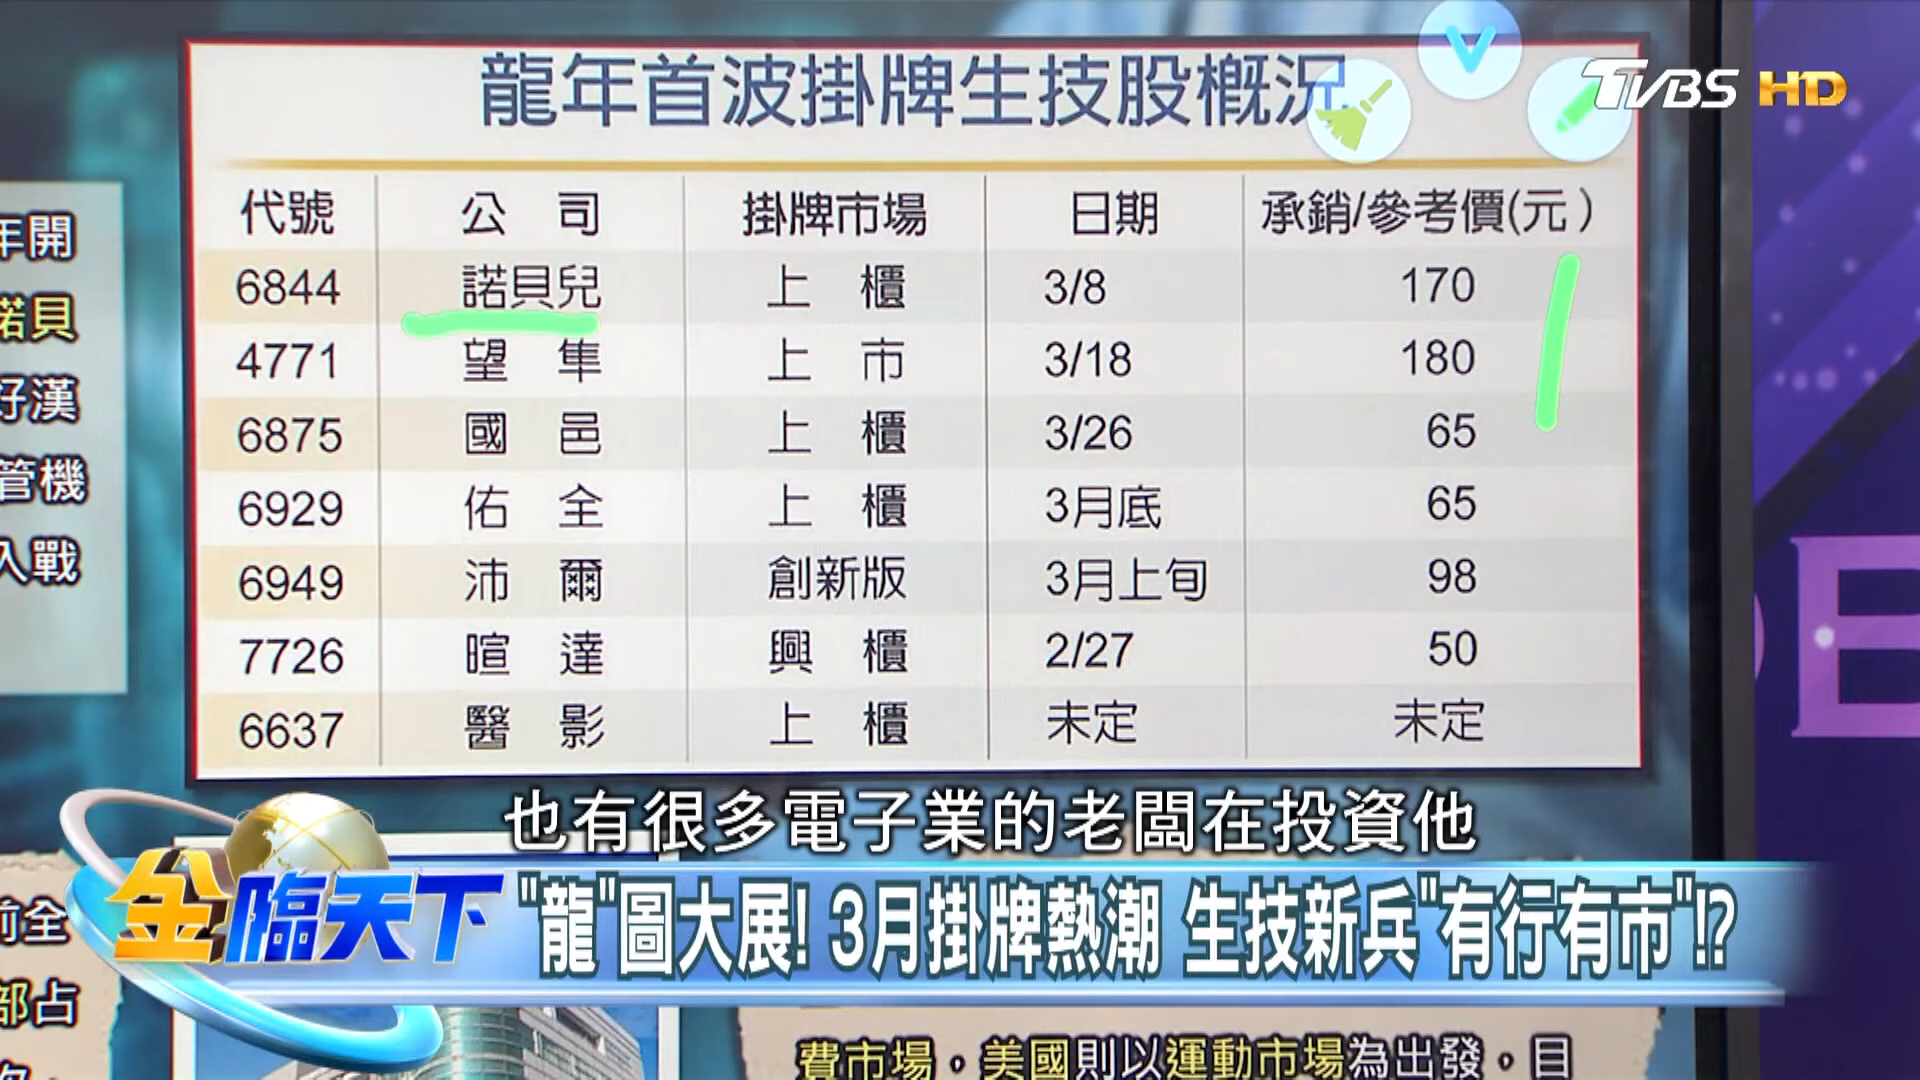 龍年首波掛牌生技股概況
TVBS HD
代號 公司 掛牌市場 日期 承銷/參考價(元)
6844 諾貝兒 上櫃 3/8 170
4771 望隼 上市 3/18 180
6875 國邑 上櫃 3/26 65
6929 佑全 上櫃 3月底 65
6949 沛爾 創新版 3月上旬 98
7726 暄達 興櫃 2/27 50
6637 醫影 上櫃 未定 未定
年開
諾貝
好漢
管機
入戰
也有很多電子業的老闆在投資他
金臨天下
"龍"圖大展! 3月掛牌熱潮 生技新兵"有行有市"!?
前全
部占
費市場，美國則以運動市場為出發，目